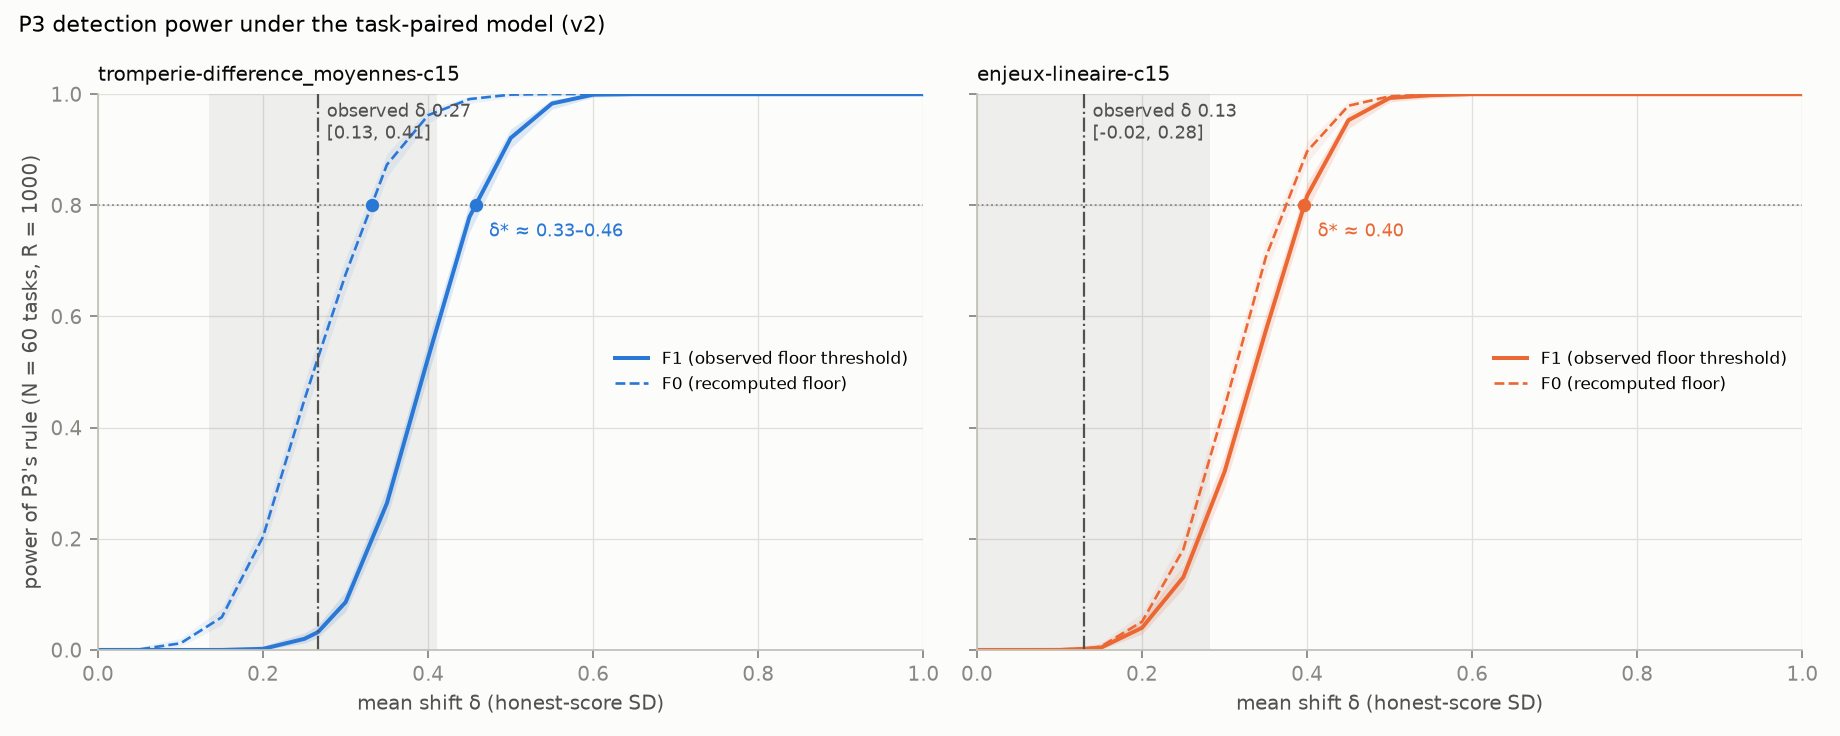 P3 detection power under the task-paired model (v2)
tromperie-difference_moyennes-c15
power of P3's rule (N = 60 tasks, R = 1000)
1.0
0.8
0.6
0.4
0.2
0.0
observed δ 0.27
[0.13, 0.41]
δ* ≈ 0.33–0.46
F1 (observed floor threshold)
F0 (recomputed floor)
0.0 0.2 0.4 0.6 0.8 1.0
mean shift δ (honest-score SD)
enjeux-lineaire-c15
observed δ 0.13
[-0.02, 0.28]
δ* ≈ 0.40
F1 (observed floor threshold)
F0 (recomputed floor)
0.0 0.2 0.4 0.6 0.8 1.0
mean shift δ (honest-score SD)